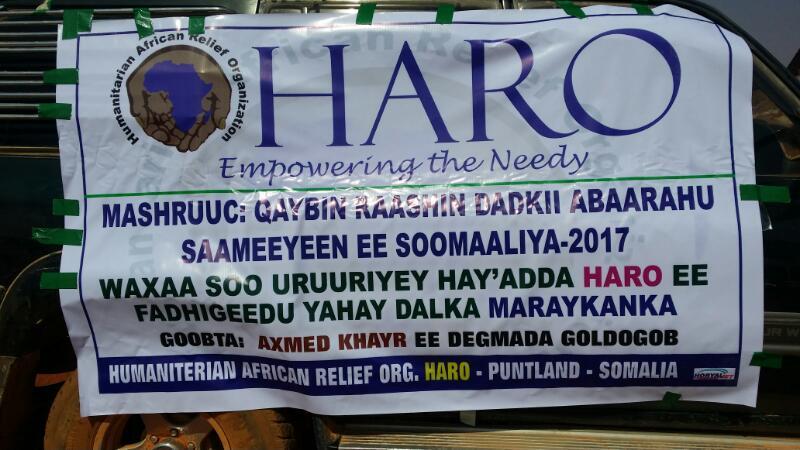 Humanitarian African Relief Organization
HARO
Empowering the Needy
MASHRUUC: QAYBIN RAASHIN DADKII ABAARAHU
SAAMEEYEEN EE SOOMAALIYA-2017
WAXAA SOO URUURIYEY HAY'ADDA HARO EE
FADHIGEEDU YAHAY DALKA MARAYKANKA
GOOBTA: AXMED KHAYR EE DEGMADA GOLDOGOB
HUMANITERIAN AFRICAN RELIEF ORG. HARO - PUNTLAND - SOMALIA